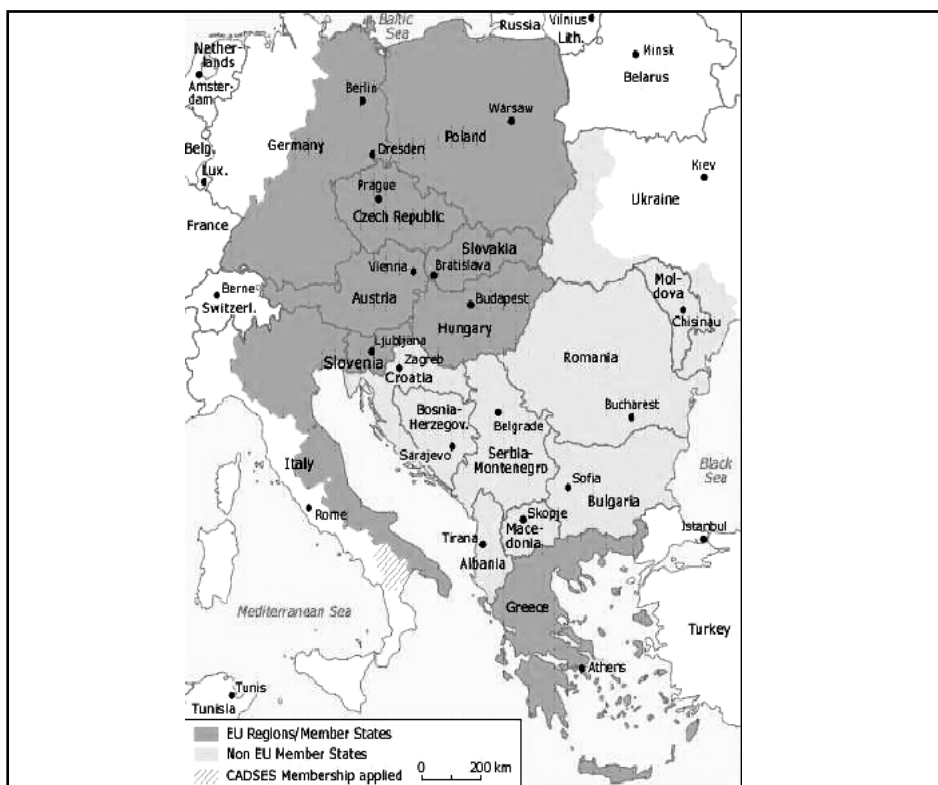 Baltic
Sea
Russia
Vilnius
Lith.
Minsk
Belarus
Nether-
lands
Amster-
dam
Berlin
Warsaw
Poland
Germany
Dresden
Belg.
Lux.
Kiev
Ukraine
Prague
Czech Republic
France
Slovakia
Vienna
Bratislava
Mol-
dova
Berne
Switzerl.
Austria
Budapest
Chisinau
Hungary
Ljubljana
Slovenia
Zagreb
Croatia
Romania
Bosnia-
Herzegov.
Bucharest
Belgrade
Sarajevo
Serbia-
Montenegro
Italy
Black
Sea
Sofia
Bulgaria
Rome
Skopje
Mace-
donia
Istanbul
Tirana
Albania
Greece
Mediterranean Sea
Turkey
Athens
Tunis
Tunisia
EU Regions/Member States
Non EU Member States
CADSES Membership applied
0 200 km